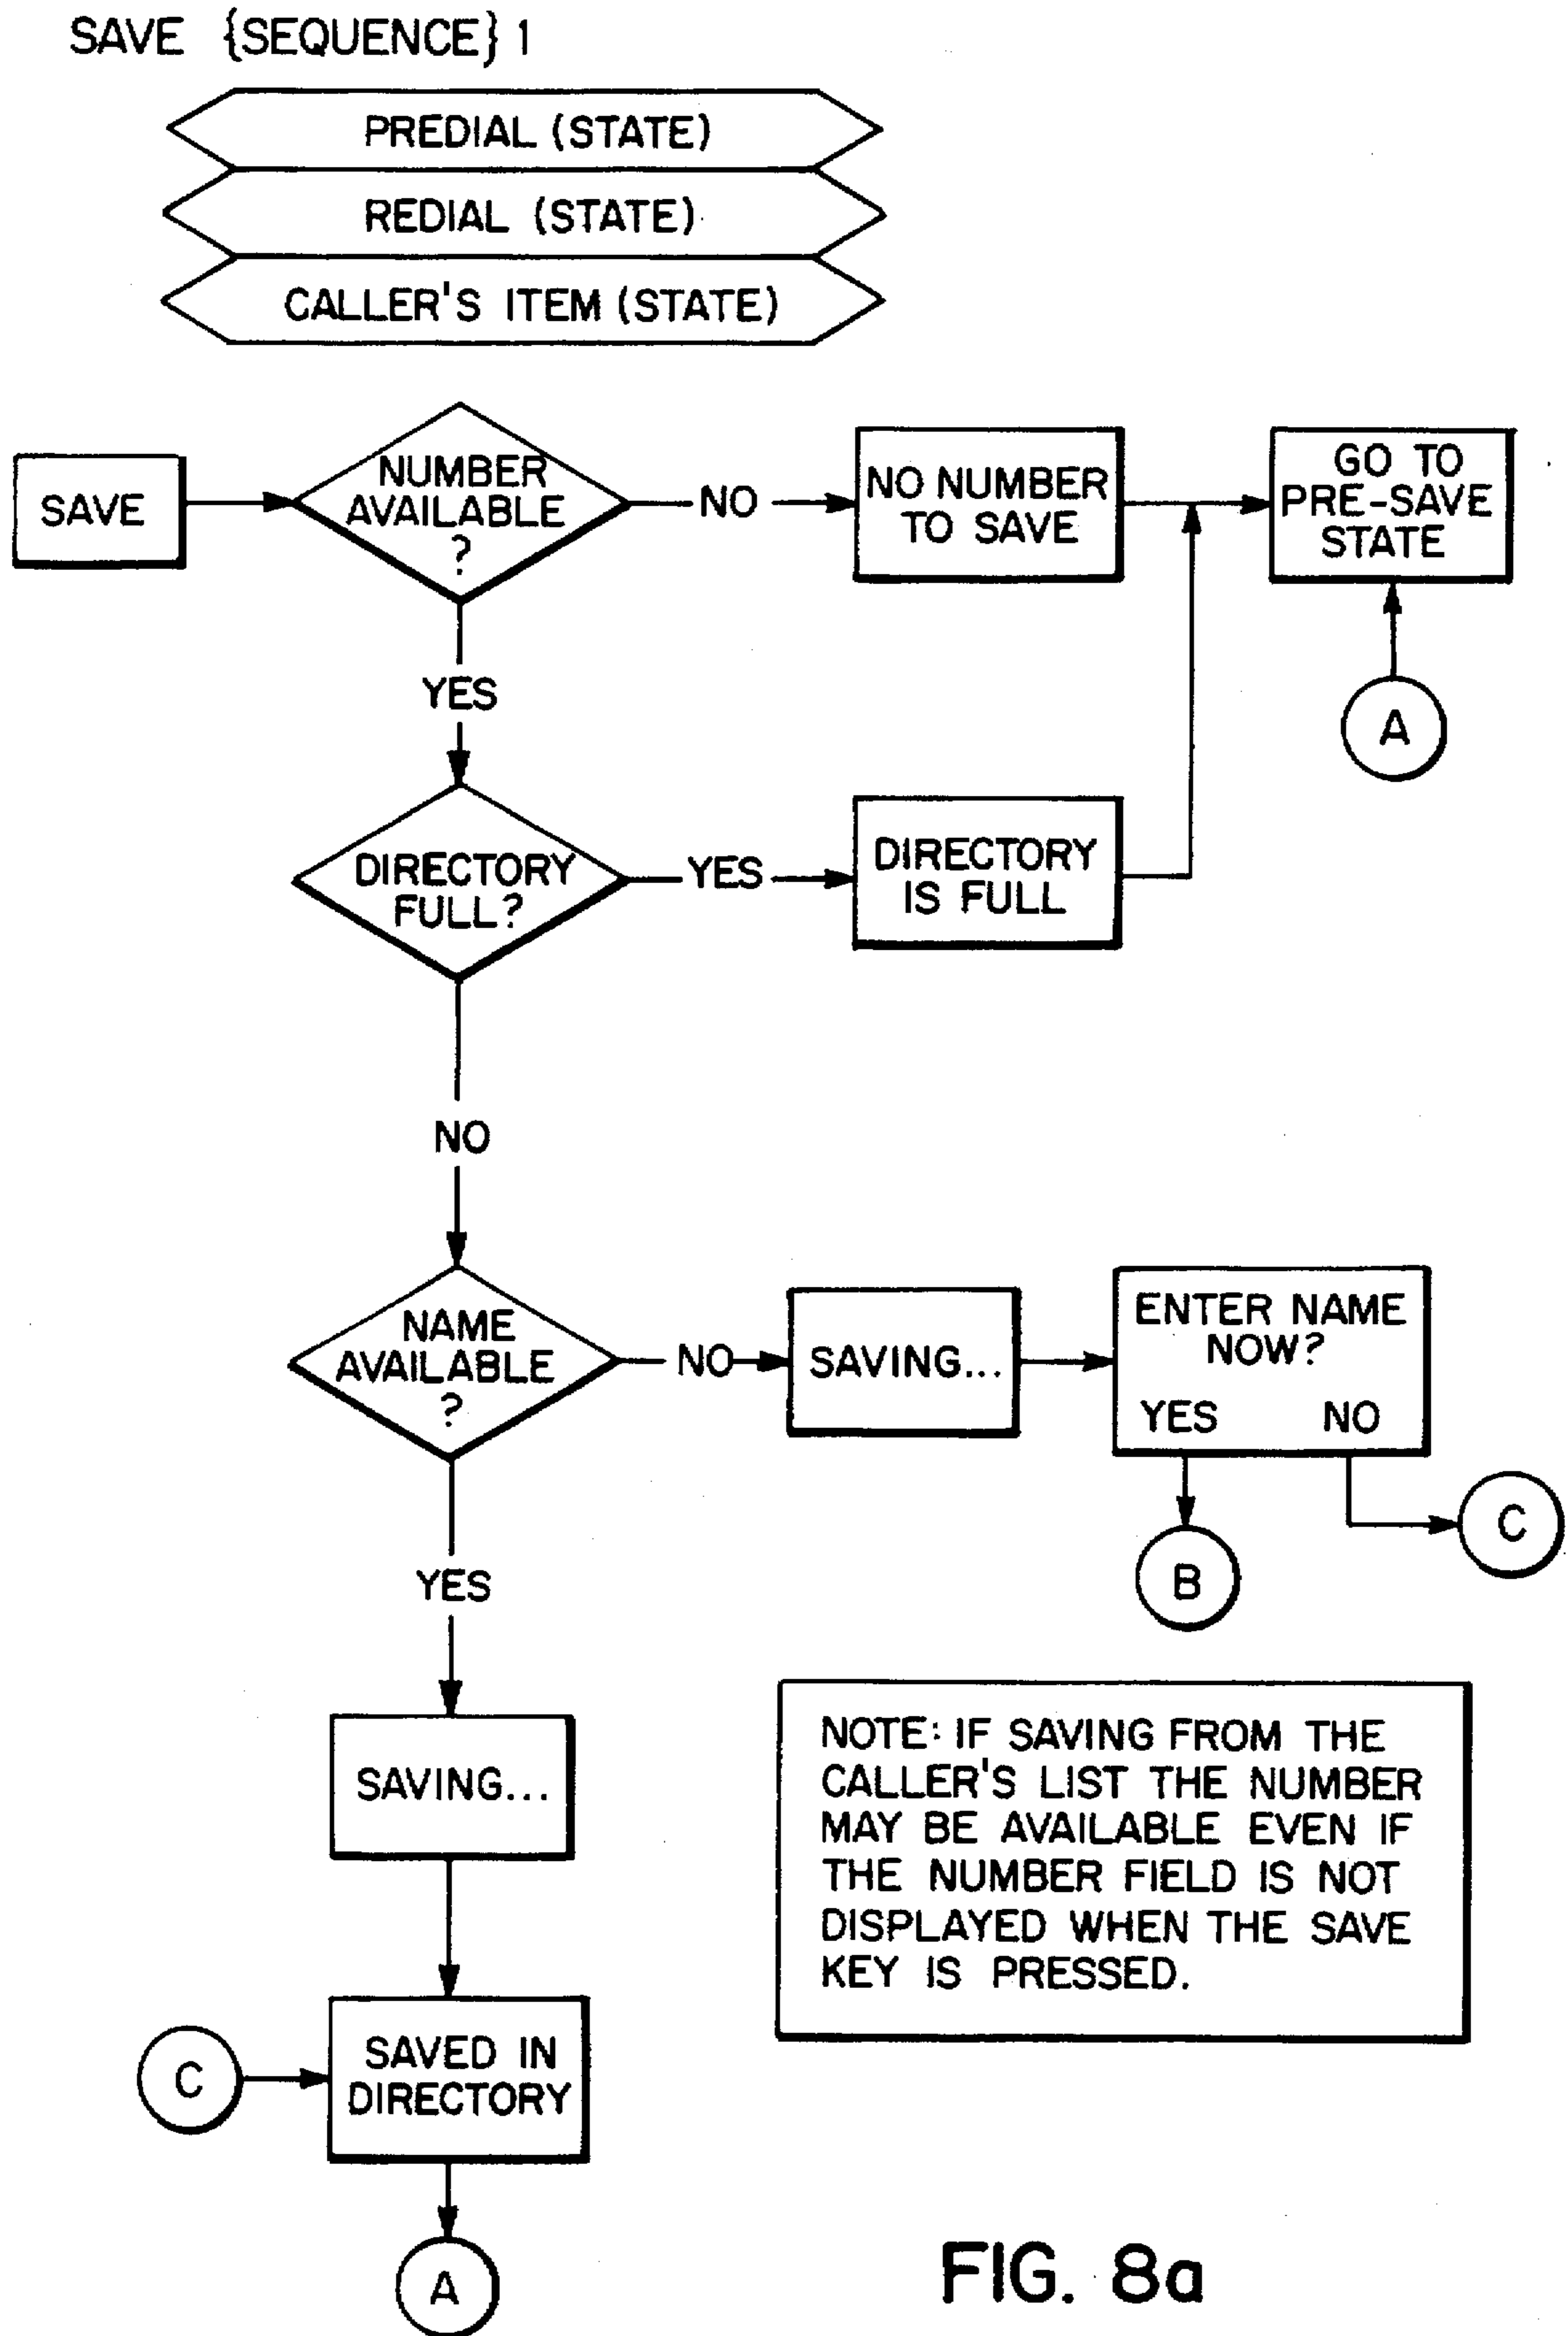 SAVE {SEQUENCE} 1
PREDIAL (STATE)
REDIAL (STATE)
CALLER'S ITEM (STATE)
SAVE
NUMBER
AVAILABLE
?
NO
NO NUMBER
TO SAVE
GO TO
PRE-SAVE
STATE
YES
A
DIRECTORY
FULL?
YES
DIRECTORY
IS FULL
NO
NAME
AVAILABLE
?
NO
SAVING...
ENTER NAME
NOW?
YES NO
C
B
YES
SAVING...
NOTE: IF SAVING FROM THE
CALLER'S LIST THE NUMBER
MAY BE AVAILABLE EVEN IF
THE NUMBER FIELD IS NOT
DISPLAYED WHEN THE SAVE
KEY IS PRESSED.
C
SAVED IN
DIRECTORY
A
FIG. 8a